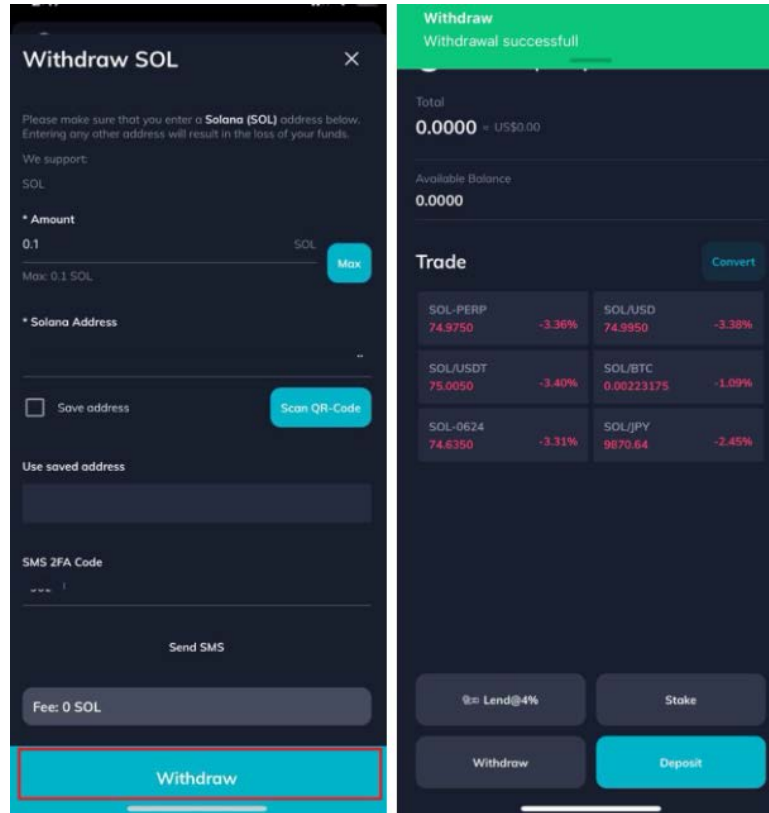 Withdraw SOL
Please make sure that you enter a Solana (SOL) address below.
Entering any other address will result in the loss of your funds.
We support:
SOL
* Amount
0.1 SOL
Max
Max: 0.1 SOL
* Solana Address
Save address
Scan QR-Code
Use saved address
SMS 2FA Code
Send SMS
Fee: 0 SOL
Withdraw
Withdraw
Withdrawal successfull
Total
0.0000 ≈ US$0.00
Available Balance
0.0000
Trade
Convert
SOL-PERP
74.9750 -3.36%
SOL/USD
74.9950 -3.38%
SOL/USDT
75.0050 -3.40%
SOL/BTC
0.00223175 -1.09%
SOL-0624
74.6350 -3.31%
SOL/JPY
9870.64 -2.45%
Lend@4%
Stake
Withdraw
Deposit